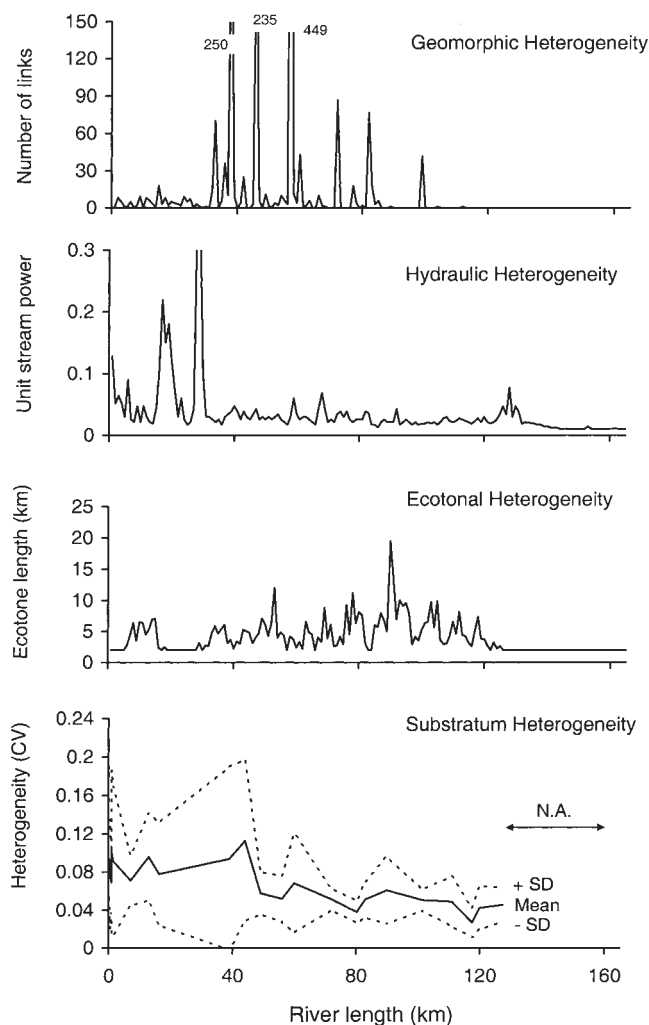 150
120
90
60
30
0
Number of links
250
235
449
Geomorphic Heterogeneity
0.3
0.2
0.1
0
Unit stream power
Hydraulic Heterogeneity
25
20
15
10
5
0
Ecotone length (km)
Ecotonal Heterogeneity
0.24
0.2
0.16
0.12
0.08
0.04
0
Heterogeneity (CV)
Substratum Heterogeneity
N.A.
+ SD
Mean
- SD
0
40
80
120
160
River length (km)